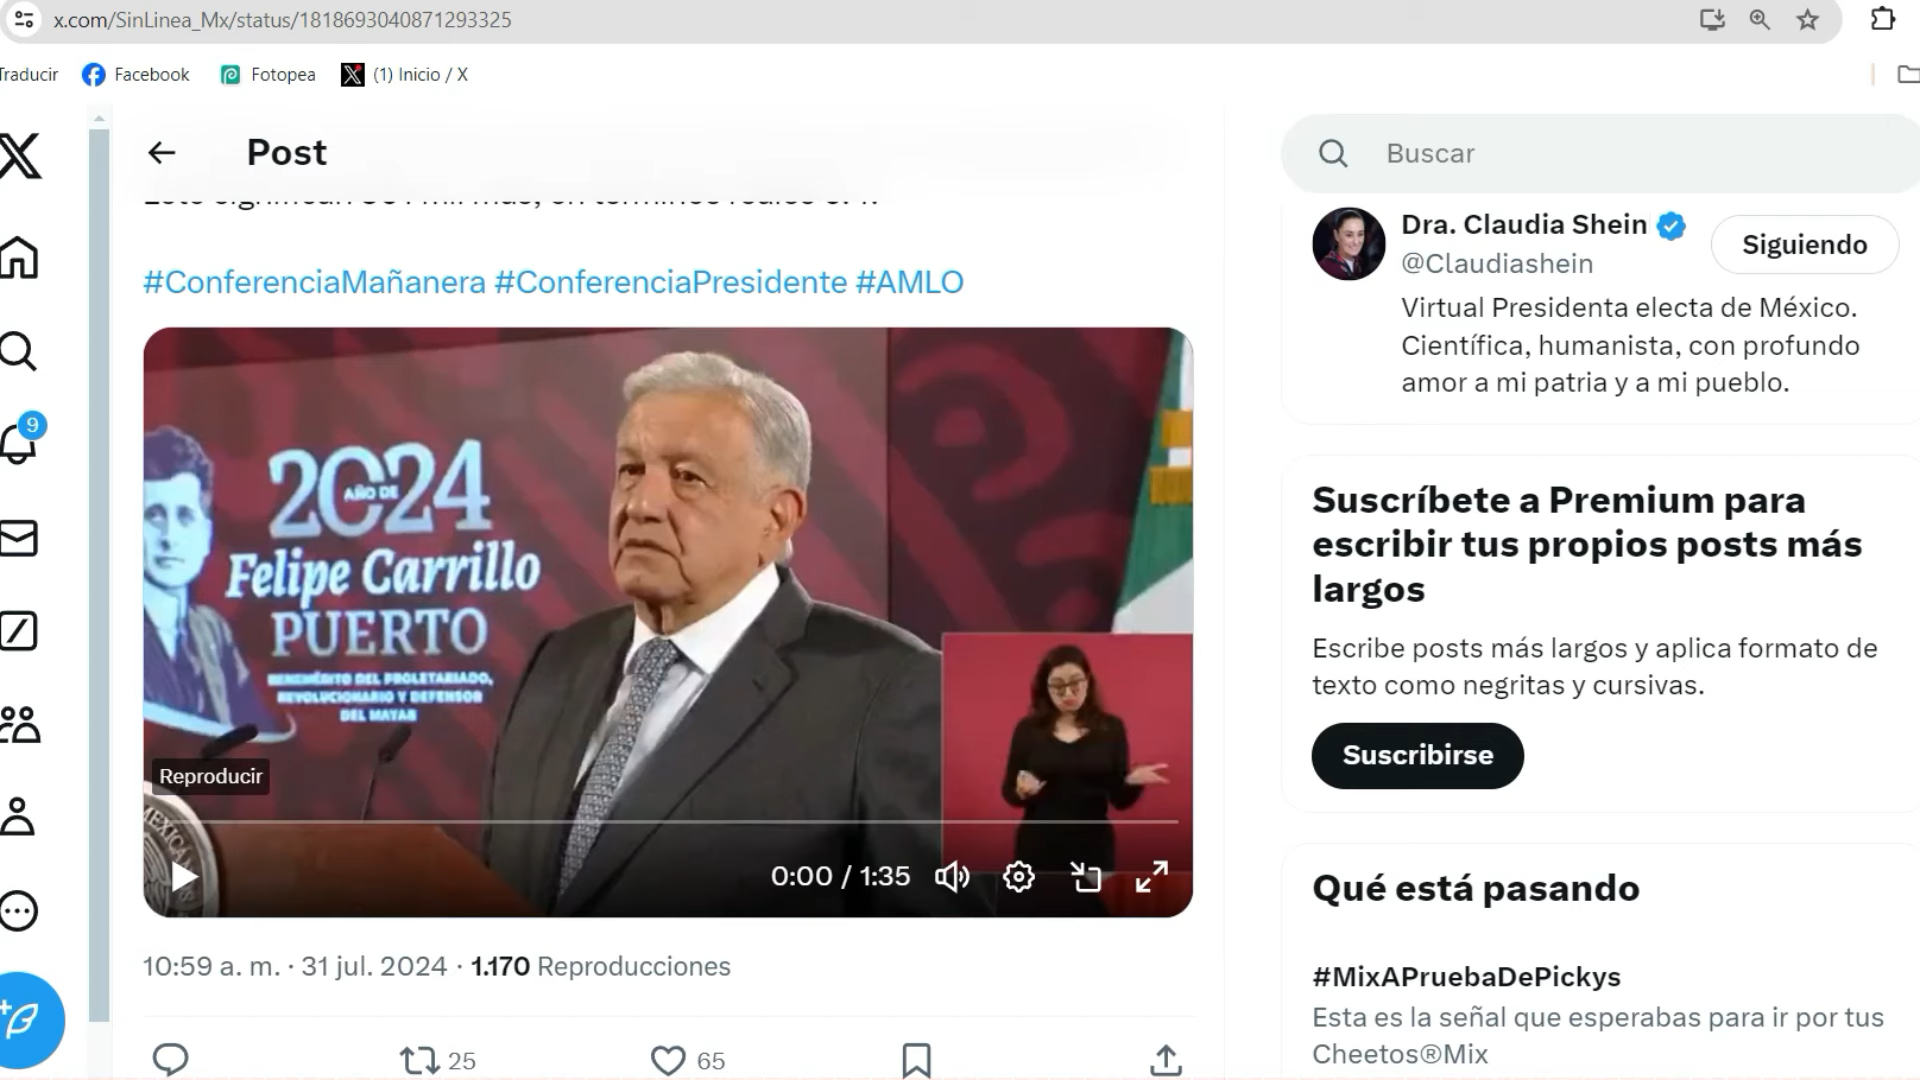 x.com/SinLinea_Mx/status/1818693040871293325
Traducir
Facebook
Fotopea
(1) Inicio / X
Post
#ConferenciaMañanera #ConferenciaPresidente #AMLO
2024
AÑO DE
Felipe Carrillo
PUERTO
BENEMÉRITO DEL PROLETARIADO,
REVOLUCIONARIO Y DEFENSOR
DEL MAYAB
Reproducir
0:00 / 1:35
10:59 a. m. · 31 jul. 2024 · 1.170 Reproducciones
25
65
9
Buscar
Dra. Claudia Shein
@Claudiashein
Siguiendo
Virtual Presidenta electa de México.
Científica, humanista, con profundo
amor a mi patria y a mi pueblo.
Suscríbete a Premium para
escribir tus propios posts más
largos
Escribe posts más largos y aplica formato de
texto como negritas y cursivas.
Suscribirse
Qué está pasando
#MixAPruebaDePickys
Esta es la señal que esperabas para ir por tus
Cheetos®Mix